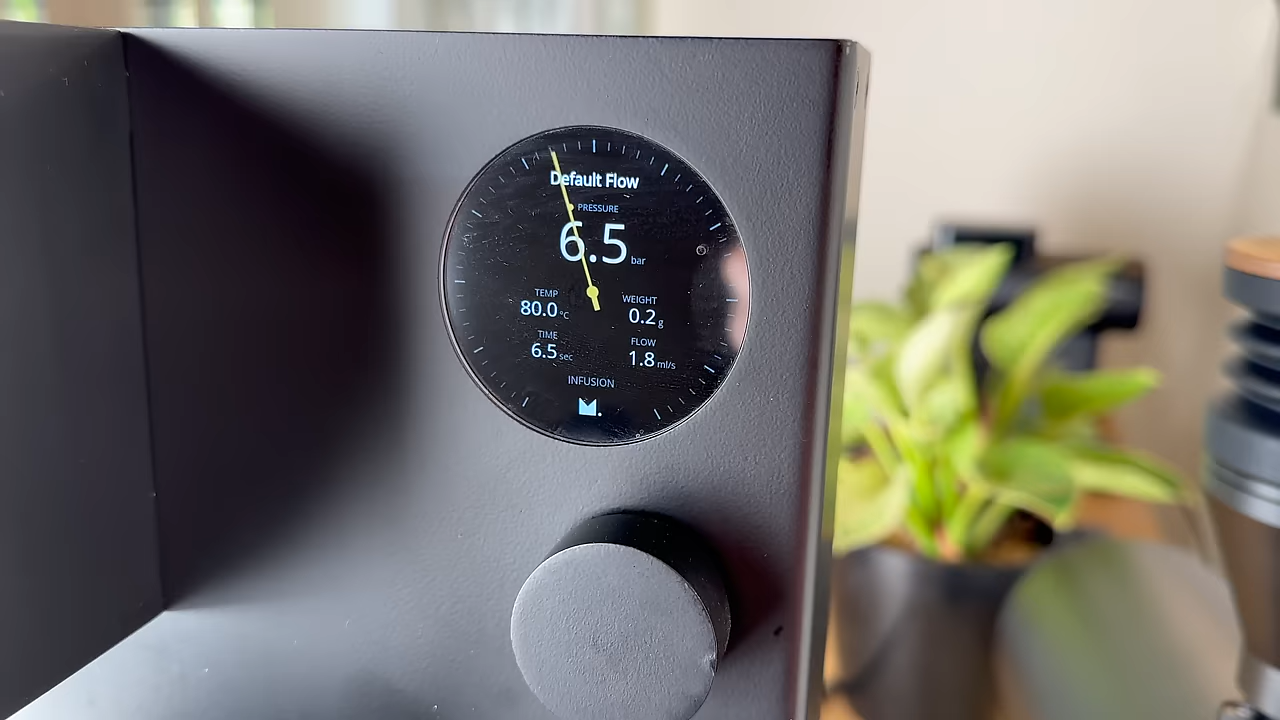 Default Flow
PRESSURE
6.5 bar
TEMP
80.0 °C
WEIGHT
0.2 g
TIME
6.5 sec
FLOW
1.8 ml/s
INFUSION